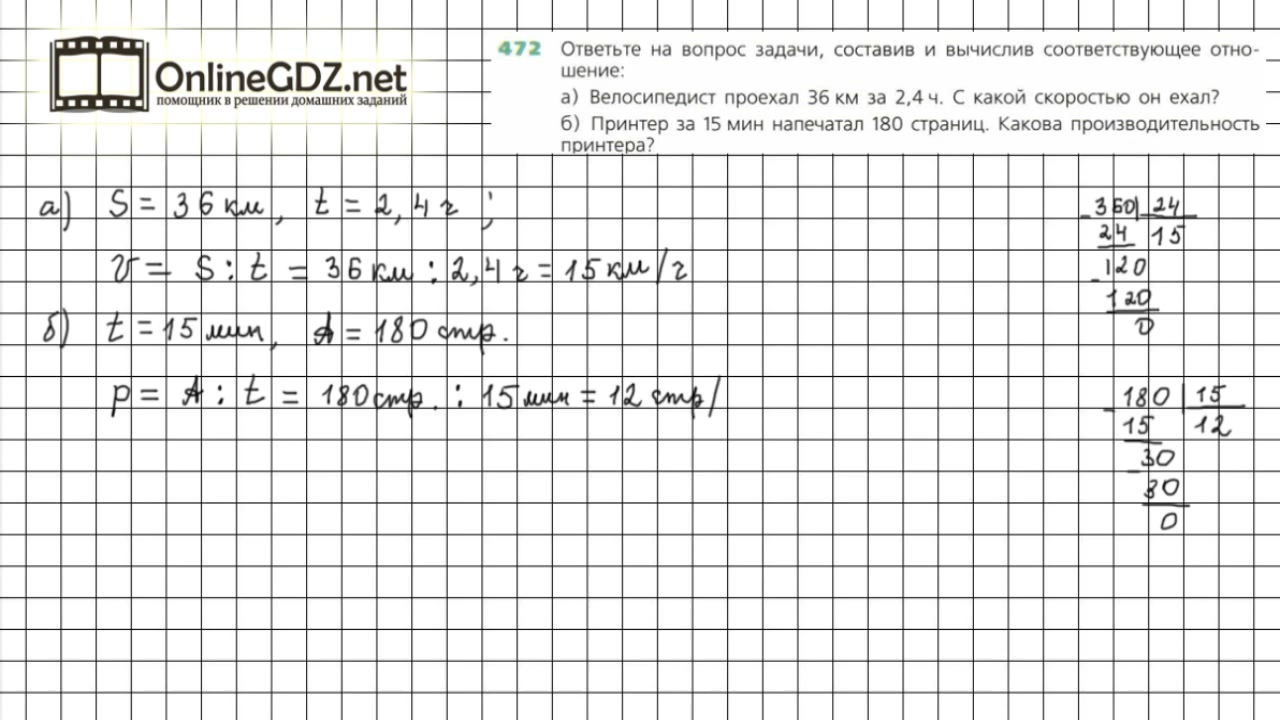 OnlineGDZ.net
помощник в решении домашних заданий
472 Ответьте на вопрос задачи, составив и вычислив соответствующее отно-
шение:
а) Велосипедист проехал 36 км за 2,4 ч. С какой скоростью он ехал?
б) Принтер за 15 мин напечатал 180 страниц. Какова производительность
принтера?
а) S = 36 км, t = 2,4 ч ;
V = S : t = 36 км : 2,4 ч = 15 км/ч
б) t = 15 мин, A = 180 стр.
p = A : t = 180 стр. : 15 мин = 12 стр/
- 360 | 24
24 15
- 120
120
0
- 180 | 15
15 12
- 30
30
0